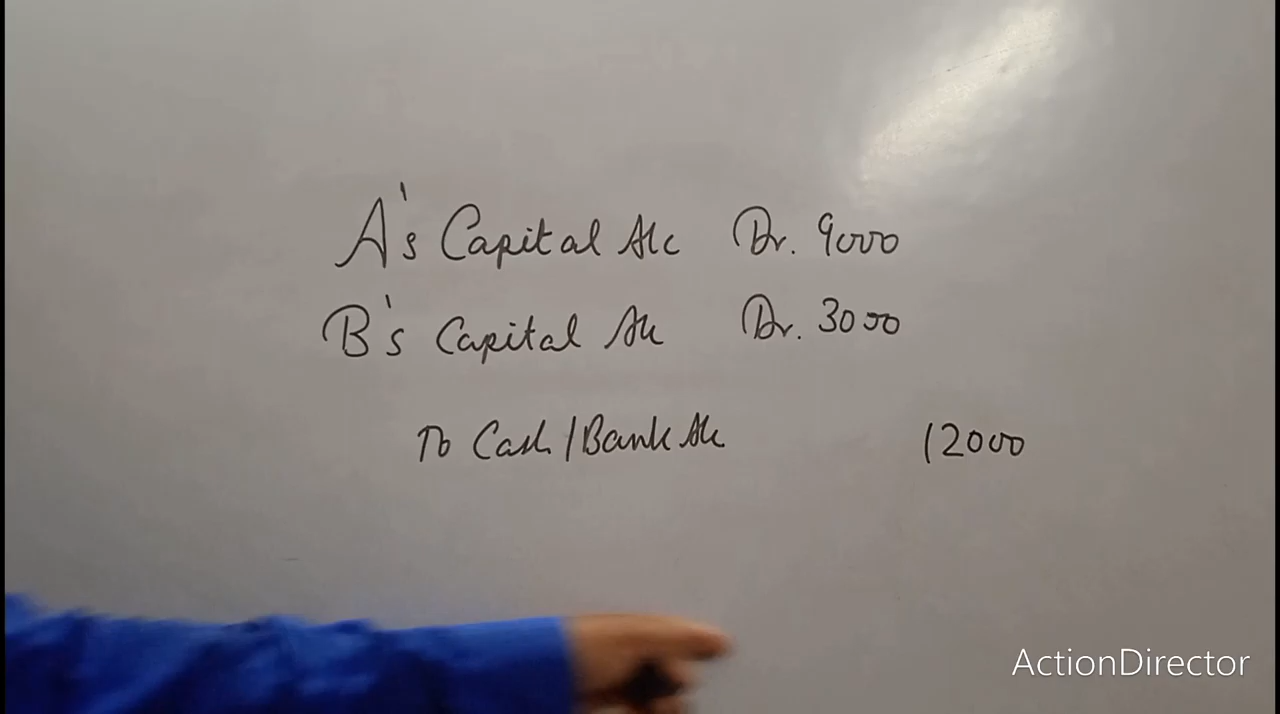 A's Capital A/c Dr. 9000
B's Capital A/c Dr. 3000
To Cash/Bank A/c 12000
ActionDirector